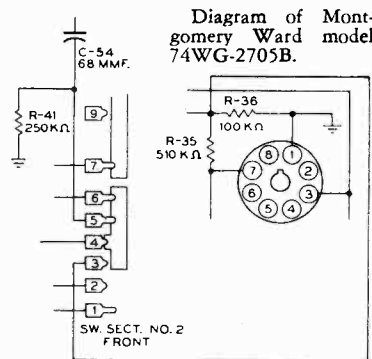 Diagram of Mont-
gomery Ward model
74WG-2705B.
C-54
68 MMF.
R-41
250KΩ
9
7
6
5
4
3
2
1
SW. SECT. NO. 2
FRONT
R-36
100KΩ
R-35
510KΩ
8
1
7
2
6
3
5
4